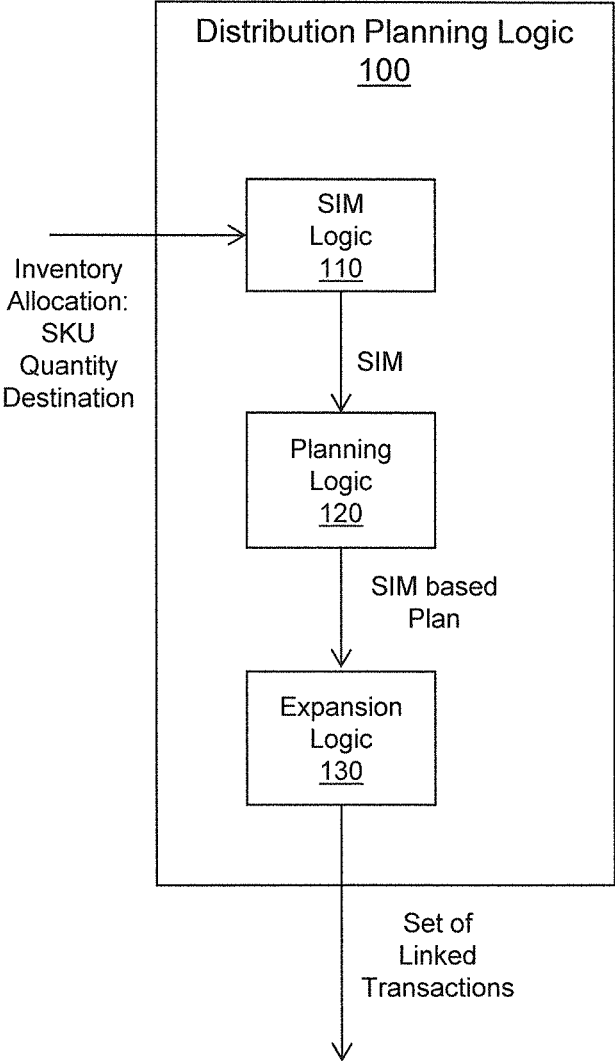 Distribution Planning Logic
100
SIM
Logic
110
Inventory
Allocation:
SKU
Quantity
Destination
SIM
Planning
Logic
120
SIM based
Plan
Expansion
Logic
130
Set of
Linked
Transactions